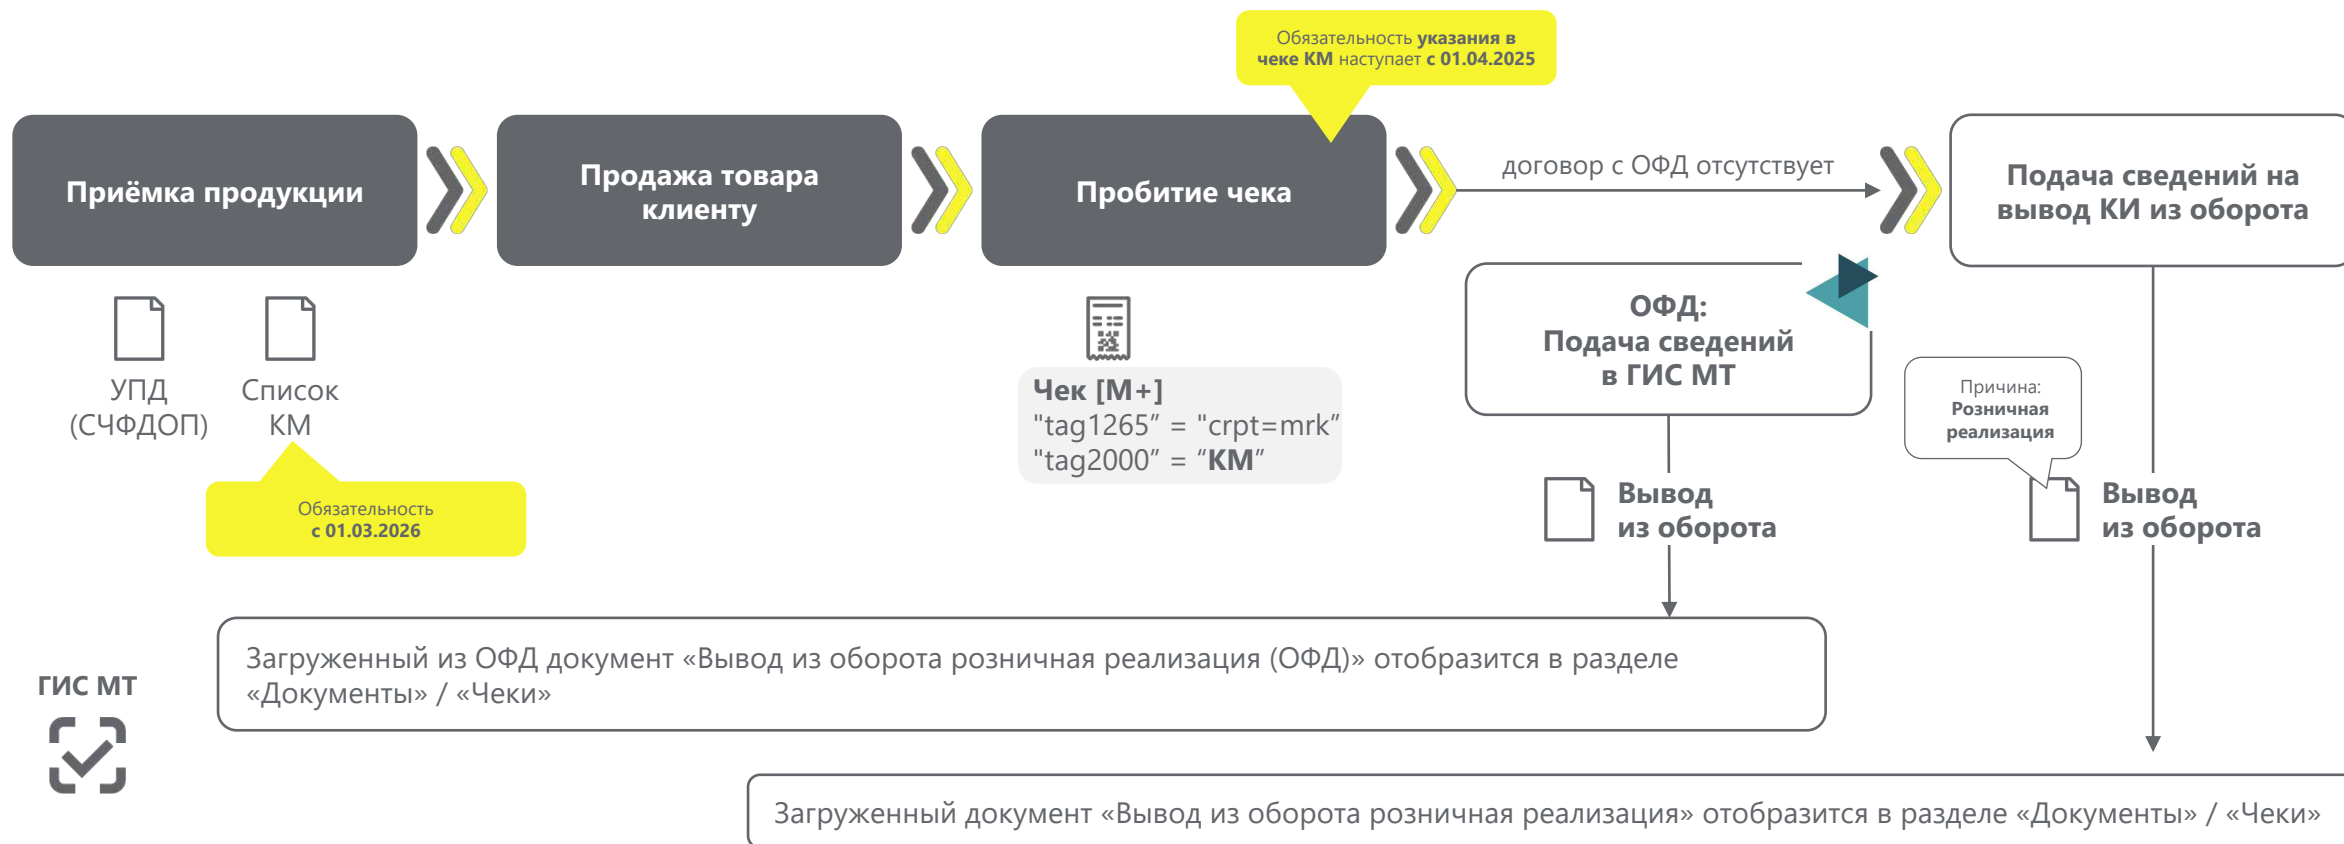 Обязательность указания в
чеке КМ наступает с 01.04.2025
Приёмка продукции
Продажа товара
клиенту
Пробитие чека
договор с ОФД отсутствует
Подача сведений на
вывод КИ из оборота
УПД
(СЧФДОП)
Список
КМ
Обязательность
с 01.03.2026
Чек [М+]
"tag1265” = "crpt=mrk”
"tag2000” = “КМ”
ОФД:
Подача сведений
в ГИС МТ
Причина:
Розничная
реализация
Вывод
из оборота
Вывод
из оборота
ГИС МТ
Загруженный из ОФД документ «Вывод из оборота розничная реализация (ОФД)» отобразится в разделе
«Документы» / «Чеки»
Загруженный документ «Вывод из оборота розничная реализация» отобразится в разделе «Документы» / «Чеки»